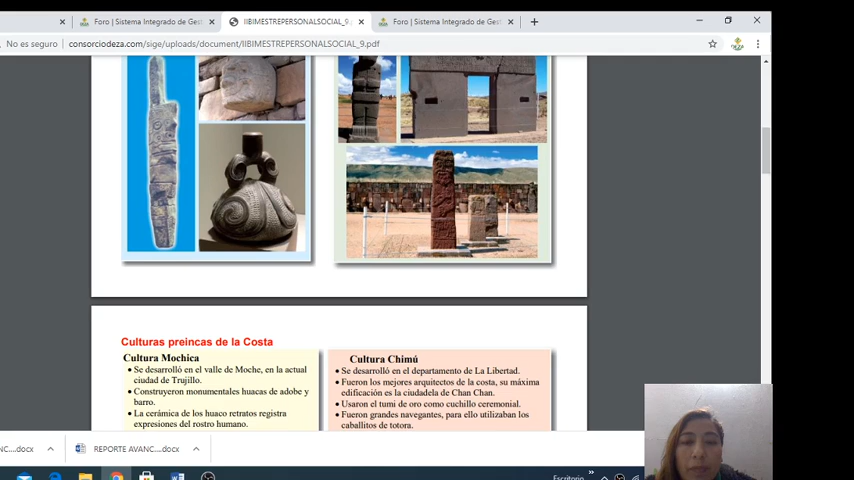 Foro | Sistema Integrado de Gest
IIBIMESTREPERSONALSOCIAL_9.p
Foro | Sistema Integrado de Gest
No es seguro
consorciodeza.com/sige/uploads/document/IIBIMESTREPERSONALSOCIAL_9.pdf
Culturas preincas de la Costa
Cultura Mochica
• Se desarrolló en el valle de Moche, en la actual
ciudad de Trujillo.
• Construyeron monumentales huacas de adobe y
barro.
• La cerámica de los huaco retratos registra
expresiones del rostro humano.
Cultura Chimú
• Se desarrolló en el departamento de La Libertad.
• Fueron los mejores arquitectos de la costa, su máxima
edificación es la ciudadela de Chan Chan.
• Usaron el tumi de oro como cuchillo ceremonial.
• Fueron grandes navegantes, para ello utilizaban los
caballitos de totora.
NC....docx
REPORTE AVANC....docx
Escritorio